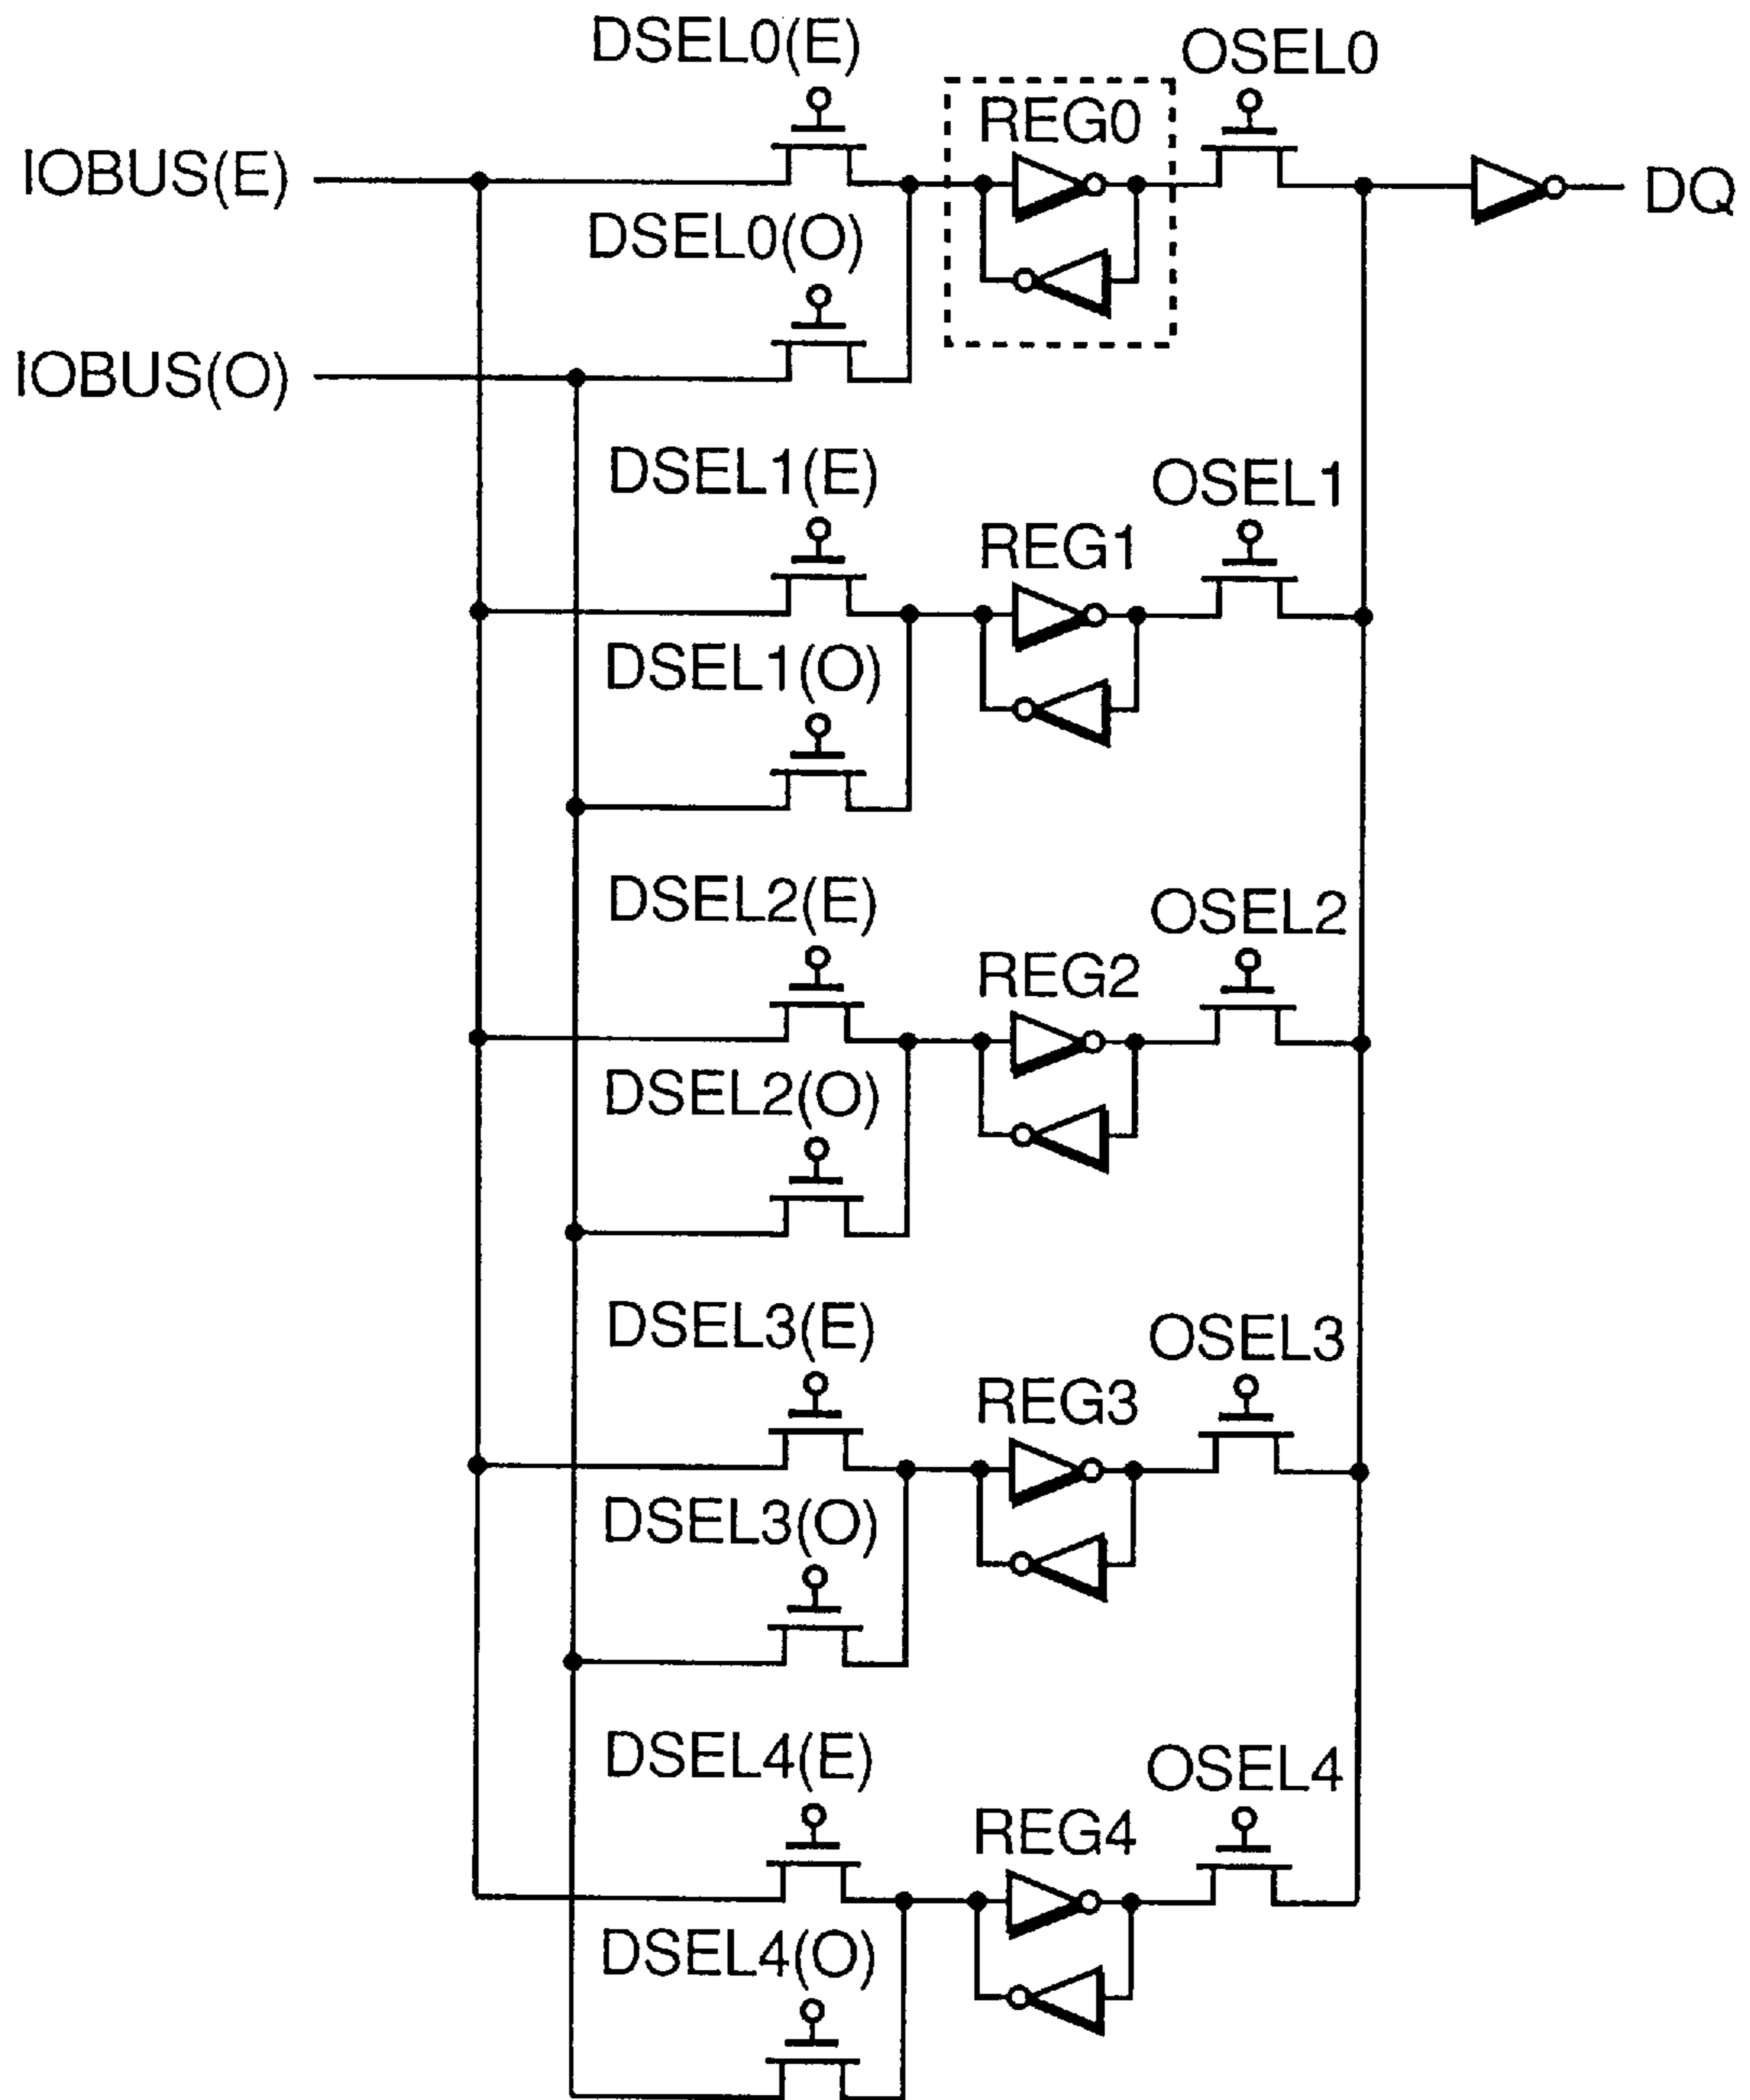 DSEL0(E)
OSEL0
REG0
IOBUS(E)
DQ
DSEL0(O)
IOBUS(O)
DSEL1(E)
OSEL1
REG1
DSEL1(O)
DSEL2(E)
OSEL2
REG2
DSEL2(O)
DSEL3(E)
OSEL3
REG3
DSEL3(O)
DSEL4(E)
OSEL4
REG4
DSEL4(O)